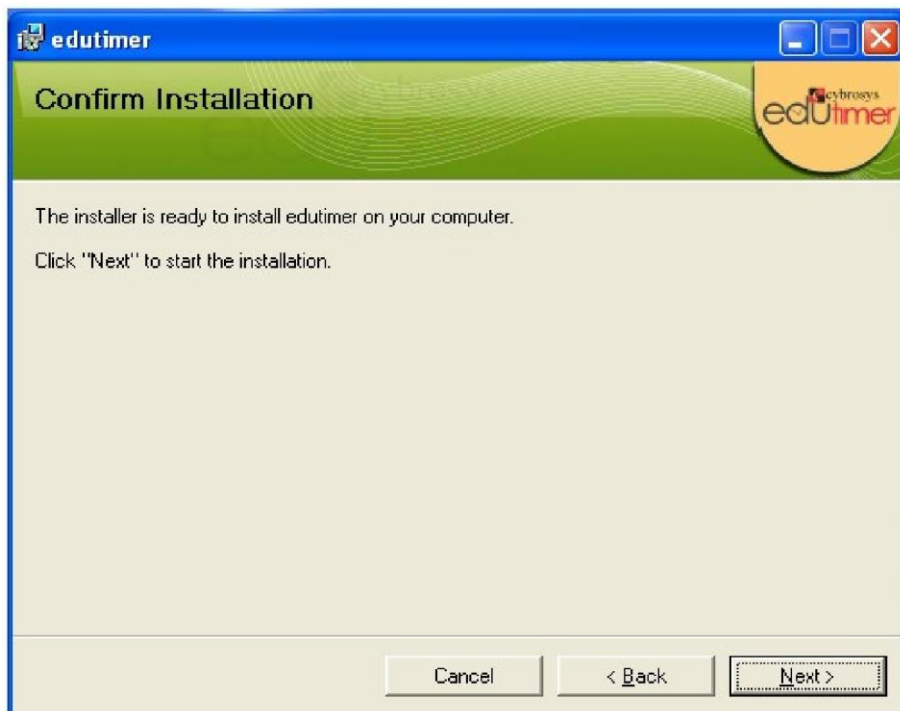 edutimer
Confirm Installation
cybrosys
edUtimer
The installer is ready to install edutimer on your computer.
Click "Next" to start the installation.
Cancel
< Back
Next >